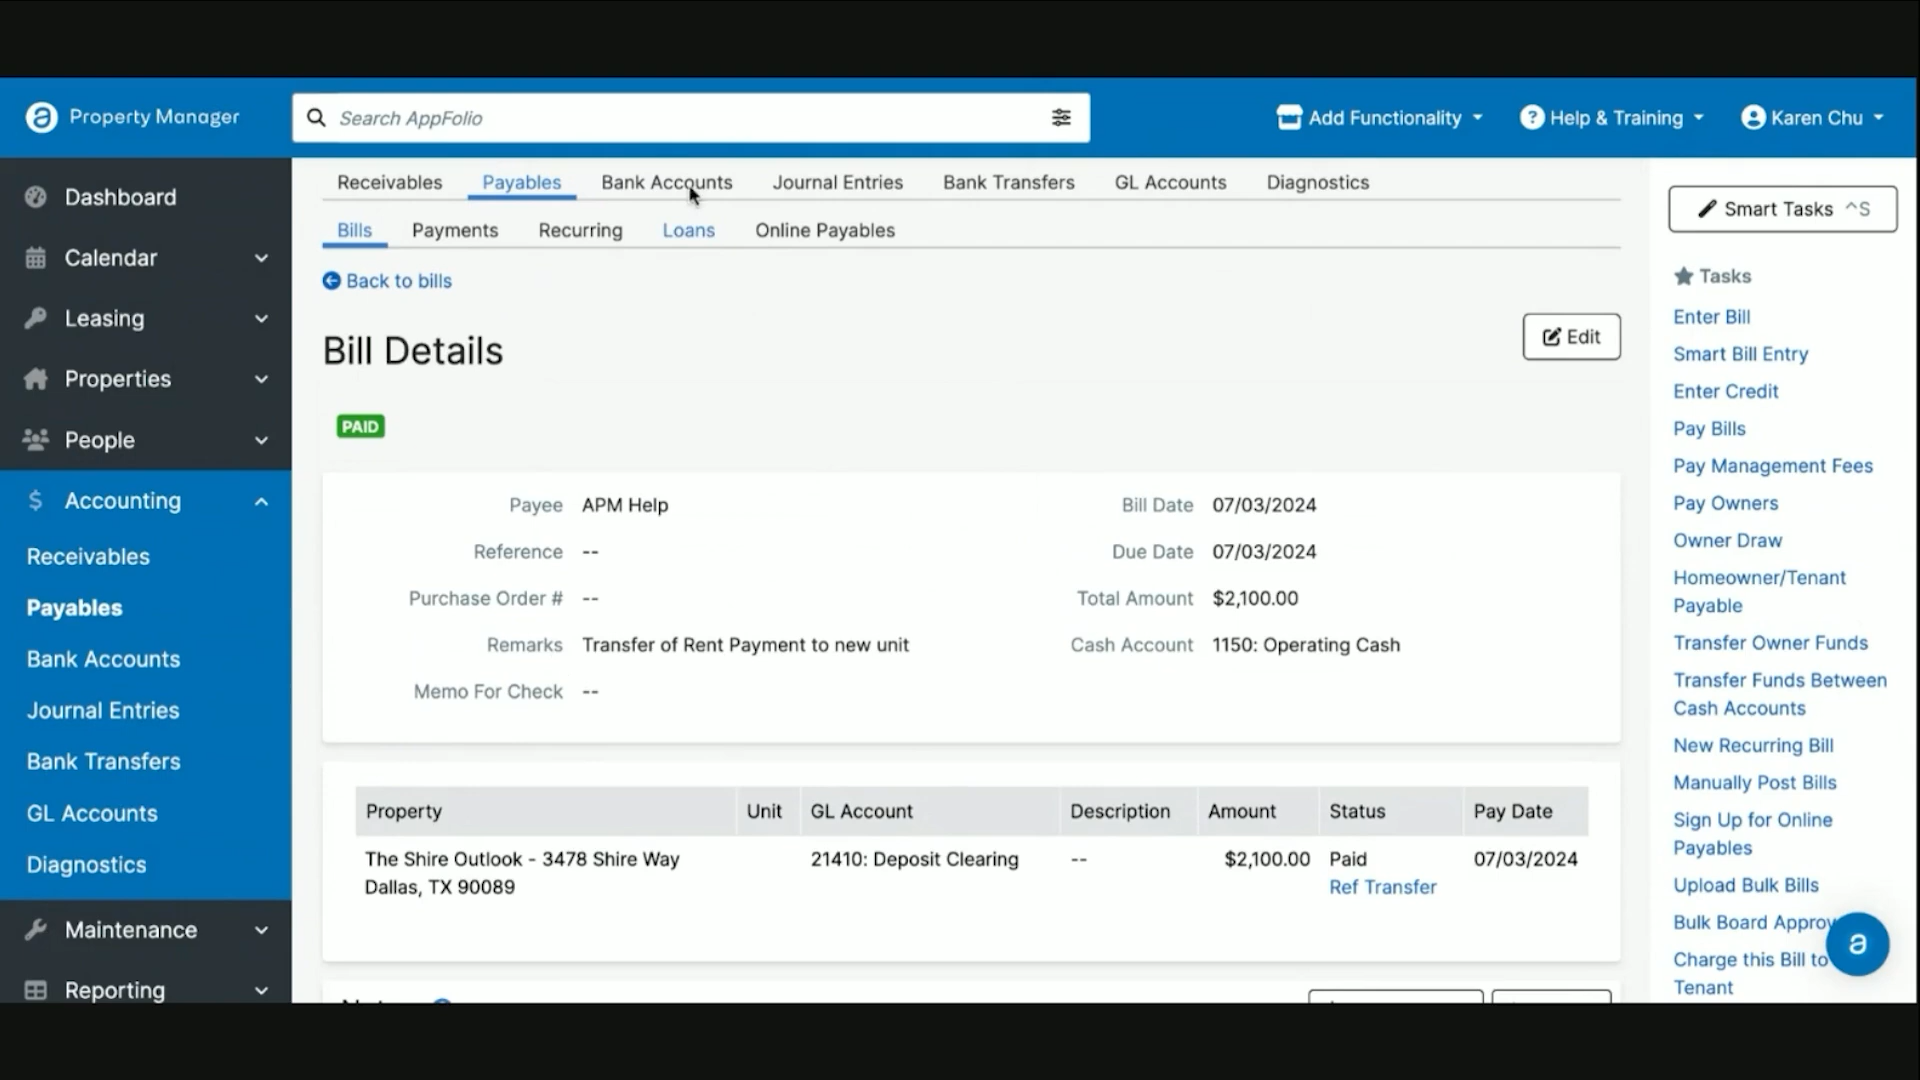 Property Manager
Search AppFolio
Add Functionality
Help & Training
Karen Chu
Dashboard
Calendar
Leasing
Properties
People
Accounting
Receivables
Payables
Bank Accounts
Journal Entries
Bank Transfers
GL Accounts
Diagnostics
Maintenance
Reporting
Receivables Payables Bank Accounts Journal Entries Bank Transfers GL Accounts Diagnostics
Bills Payments Recurring Loans Online Payables
Back to bills
Bill Details
Edit
PAID
Payee APM Help
Reference --
Purchase Order # --
Remarks Transfer of Rent Payment to new unit
Memo For Check --
Bill Date 07/03/2024
Due Date 07/03/2024
Total Amount $2,100.00
Cash Account 1150: Operating Cash
Property Unit GL Account Description Amount Status Pay Date
The Shire Outlook - 3478 Shire Way 21410: Deposit Clearing -- $2,100.00 Paid 07/03/2024
Dallas, TX 90089 Ref Transfer
Smart Tasks ^S
Tasks
Enter Bill
Smart Bill Entry
Enter Credit
Pay Bills
Pay Management Fees
Pay Owners
Owner Draw
Homeowner/Tenant
Payable
Transfer Owner Funds
Transfer Funds Between
Cash Accounts
New Recurring Bill
Manually Post Bills
Sign Up for Online
Payables
Upload Bulk Bills
Bulk Board Approv
Charge this Bill to
Tenant